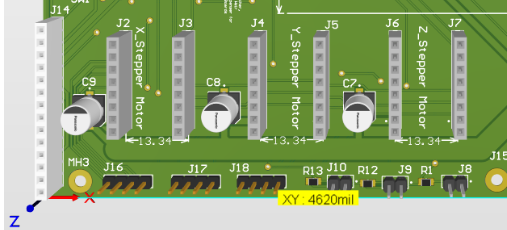 J14
J2
J3
J4
J5
J6
J7
X_Stepper Motor
Y_Stepper Motor
Z_Stepper Motor
C9
C8
C7
13.34
13.34
13.34
MH3
J16
J17
J18
R13
J10
R12
J9
R1
J8
J15
XY : 4620mil
X
Z